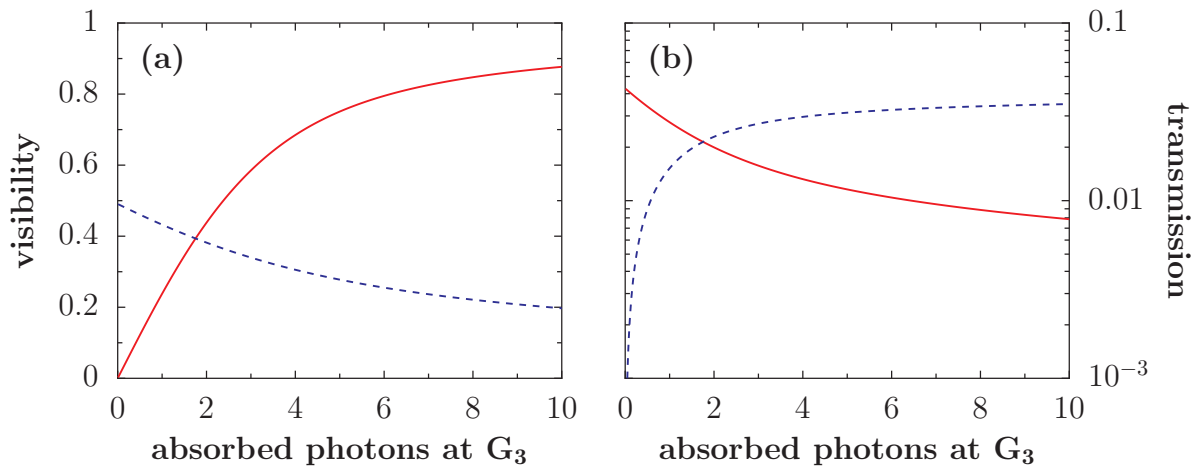 (a)
visibility
1
0.8
0.6
0.4
0.2
0
0 2 4 6 8 10
absorbed photons at G₃
(b)
0.1
0.01
10⁻³
transmission
0 2 4 6 8 10
absorbed photons at G₃